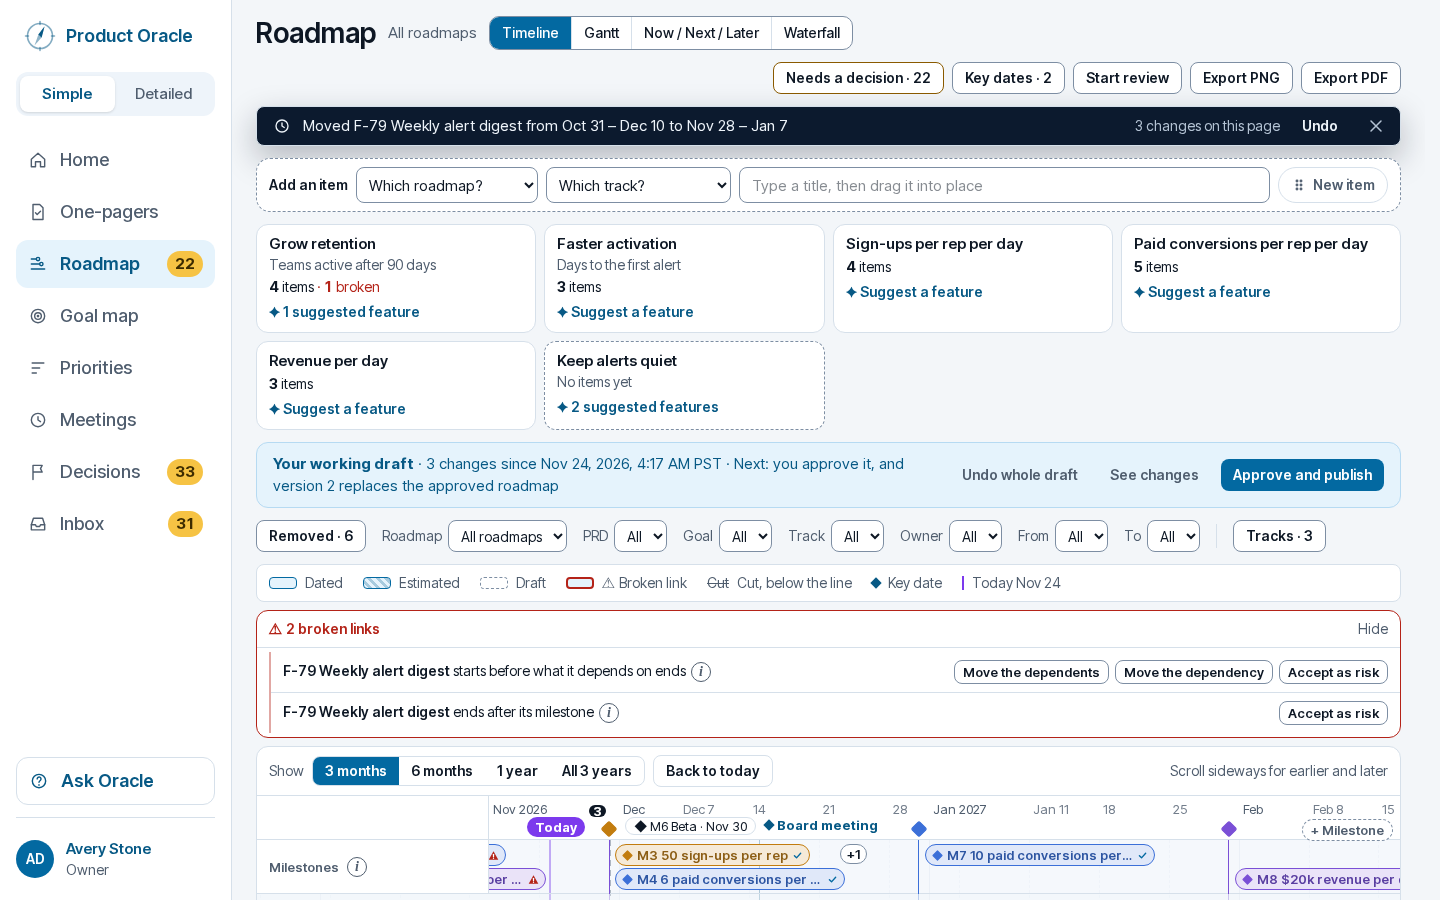 Product Oracle
Simple
Detailed
Home
One-pagers
Roadmap
22
Goal map
Priorities
Meetings
Decisions
33
Inbox
31
Ask Oracle
AD
Avery Stone
Owner
Roadmap
All roadmaps
Timeline
Gantt
Now / Next / Later
Waterfall
Needs a decision · 22
Key dates · 2
Start review
Export PNG
Export PDF
Moved F-79 Weekly alert digest from Oct 31 – Dec 10 to Nov 28 – Jan 7
3 changes on this page
Undo
Add an item
Which roadmap?
Which track?
Type a title, then drag it into place
New item
Grow retention
Teams active after 90 days
4 items · 1 broken
✦ 1 suggested feature
Faster activation
Days to the first alert
3 items
✦ Suggest a feature
Sign-ups per rep per day
4 items
✦ Suggest a feature
Paid conversions per rep per day
5 items
✦ Suggest a feature
Revenue per day
3 items
✦ Suggest a feature
Keep alerts quiet
No items yet
✦ 2 suggested features
Your working draft · 3 changes since Nov 24, 2026, 4:17 AM PST · Next: you approve it, and
version 2 replaces the approved roadmap
Undo whole draft
See changes
Approve and publish
Removed · 6
Roadmap
All roadmaps
PRD
All
Goal
All
Track
All
Owner
All
From
All
To
All
Tracks · 3
Dated
Estimated
Draft
⚠ Broken link
Cut
Cut, below the line
◆ Key date
Today Nov 24
⚠ 2 broken links
Hide
F-79 Weekly alert digest starts before what it depends on ends
i
Move the dependents
Move the dependency
Accept as risk
F-79 Weekly alert digest ends after its milestone
i
Accept as risk
Show
3 months
6 months
1 year
All 3 years
Back to today
Scroll sideways for earlier and later
Nov 2026
3
Dec
Dec 7
14
21
28
Jan 2027
Jan 11
18
25
Feb
Feb 8
15
Today
◆ M6 Beta · Nov 30
◆ Board meeting
+ Milestone
Milestones
i
◆ M3 50 sign-ups per rep ✓
+1
◆ M7 10 paid conversions per… ✓
per …
◆ M4 6 paid conversions per … ✓
◆ M8 $20k revenue per